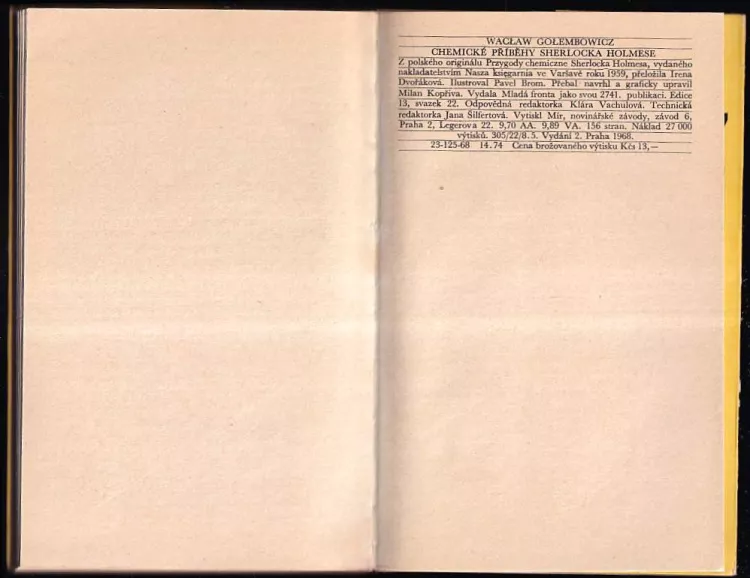 WACŁAW GOLEMBOWICZ
CHEMICKÉ PŘÍBĚHY SHERLOCKA HOLMESE
Z polského originálu Przygody chemiczne Sherlocka Holmesa, vydaného
nakladatelstvím Nasza księgarnia ve Varšavě roku 1959, přeložila Irena
Dvořáková. Ilustroval Pavel Brom. Přebal navrhl a graficky upravil
Milan Kopřiva. Vydala Mladá fronta jako svou 2741. publikaci. Edice
13, svazek 22. Odpovědná redaktorka Klára Vachulová. Technická
redaktorka Jana Šilfertová. Vytiskl Mír, novinářské závody, závod 6,
Praha 2, Legerova 22. 9,70 AA. 9,89 VA. 156 stran. Náklad 27 000
výtisků. 305/22/8.5. Vydání 2. Praha 1968.
23-125-68 14.74 Cena brožovaného výtisku Kčs 13,—